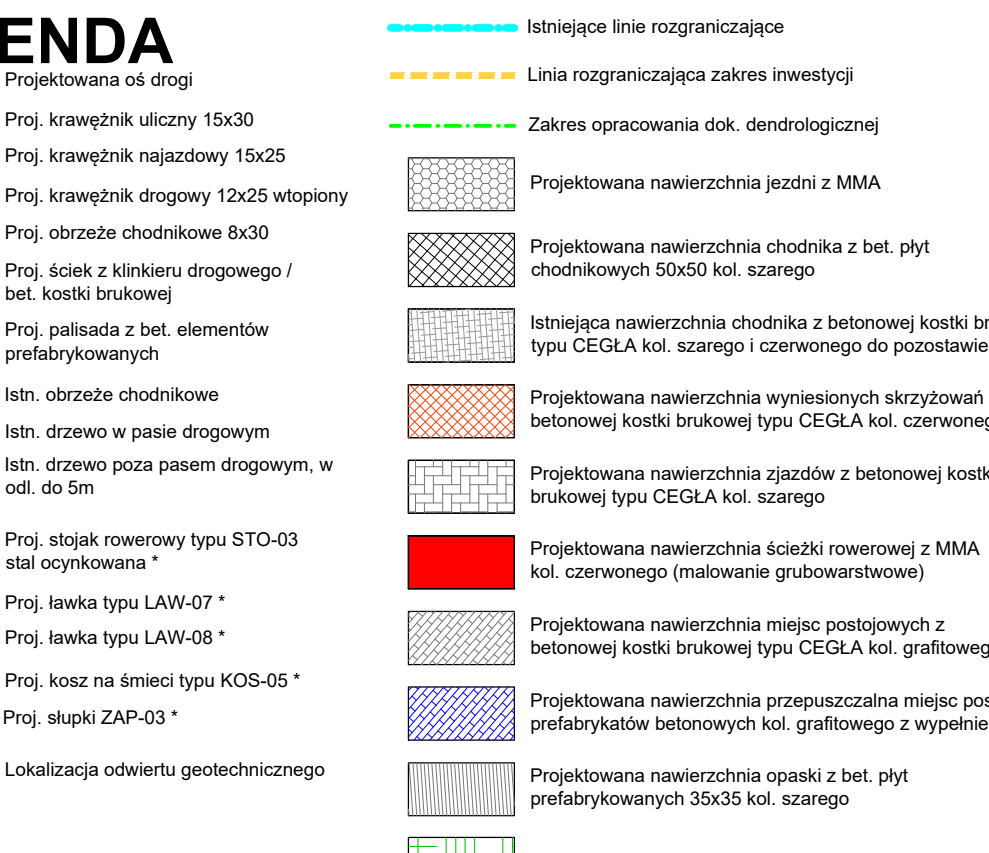 ENDA
Projektowana oś drogi
Proj. krawężnik uliczny 15x30
Proj. krawężnik najazdowy 15x25
Proj. krawężnik drogowy 12x25 wtopiony
Proj. obrzeże chodnikowe 8x30
Proj. ściek z klinkieru drogowego /
bet. kostki brukowej
Proj. palisada z bet. elementów
prefabrykowanych
Istn. obrzeże chodnikowe
Istn. drzewo w pasie drogowym
Istn. drzewo poza pasem drogowym, w
odl. do 5m
Proj. stojak rowerowy typu STO-03
stal ocynkowana *
Proj. ławka typu LAW-07 *
Proj. ławka typu LAW-08 *
Proj. kosz na śmieci typu KOS-05 *
Proj. słupki ZAP-03 *
Lokalizacja odwiertu geotechnicznego
Istniejące linie rozgraniczające
Linia rozgraniczająca zakres inwestycji
Zakres opracowania dok. dendrologicznej
Projektowana nawierzchnia jezdni z MMA
Projektowana nawierzchnia chodnika z bet. płyt
chodnikowych 50x50 kol. szarego
Istniejąca nawierzchnia chodnika z betonowej kostki br
typu CEGŁA kol. szarego i czerwonego do pozostawie
Projektowana nawierzchnia wyniesionych skrzyżowań
betonowej kostki brukowej typu CEGŁA kol. czerwoneg
Projektowana nawierzchnia zjazdów z betonowej kostk
brukowej typu CEGŁA kol. szarego
Projektowana nawierzchnia ścieżki rowerowej z MMA
kol. czerwonego (malowanie grubowarstwowe)
Projektowana nawierzchnia miejsc postojowych z
betonowej kostki brukowej typu CEGŁA kol. grafitoweg
Projektowana nawierzchnia przepuszczalna miejsc pos
prefabrykatów betonowych kol. grafitowego z wypełnie
Projektowana nawierzchnia opaski z bet. płyt
prefabrykowanych 35x35 kol. szarego